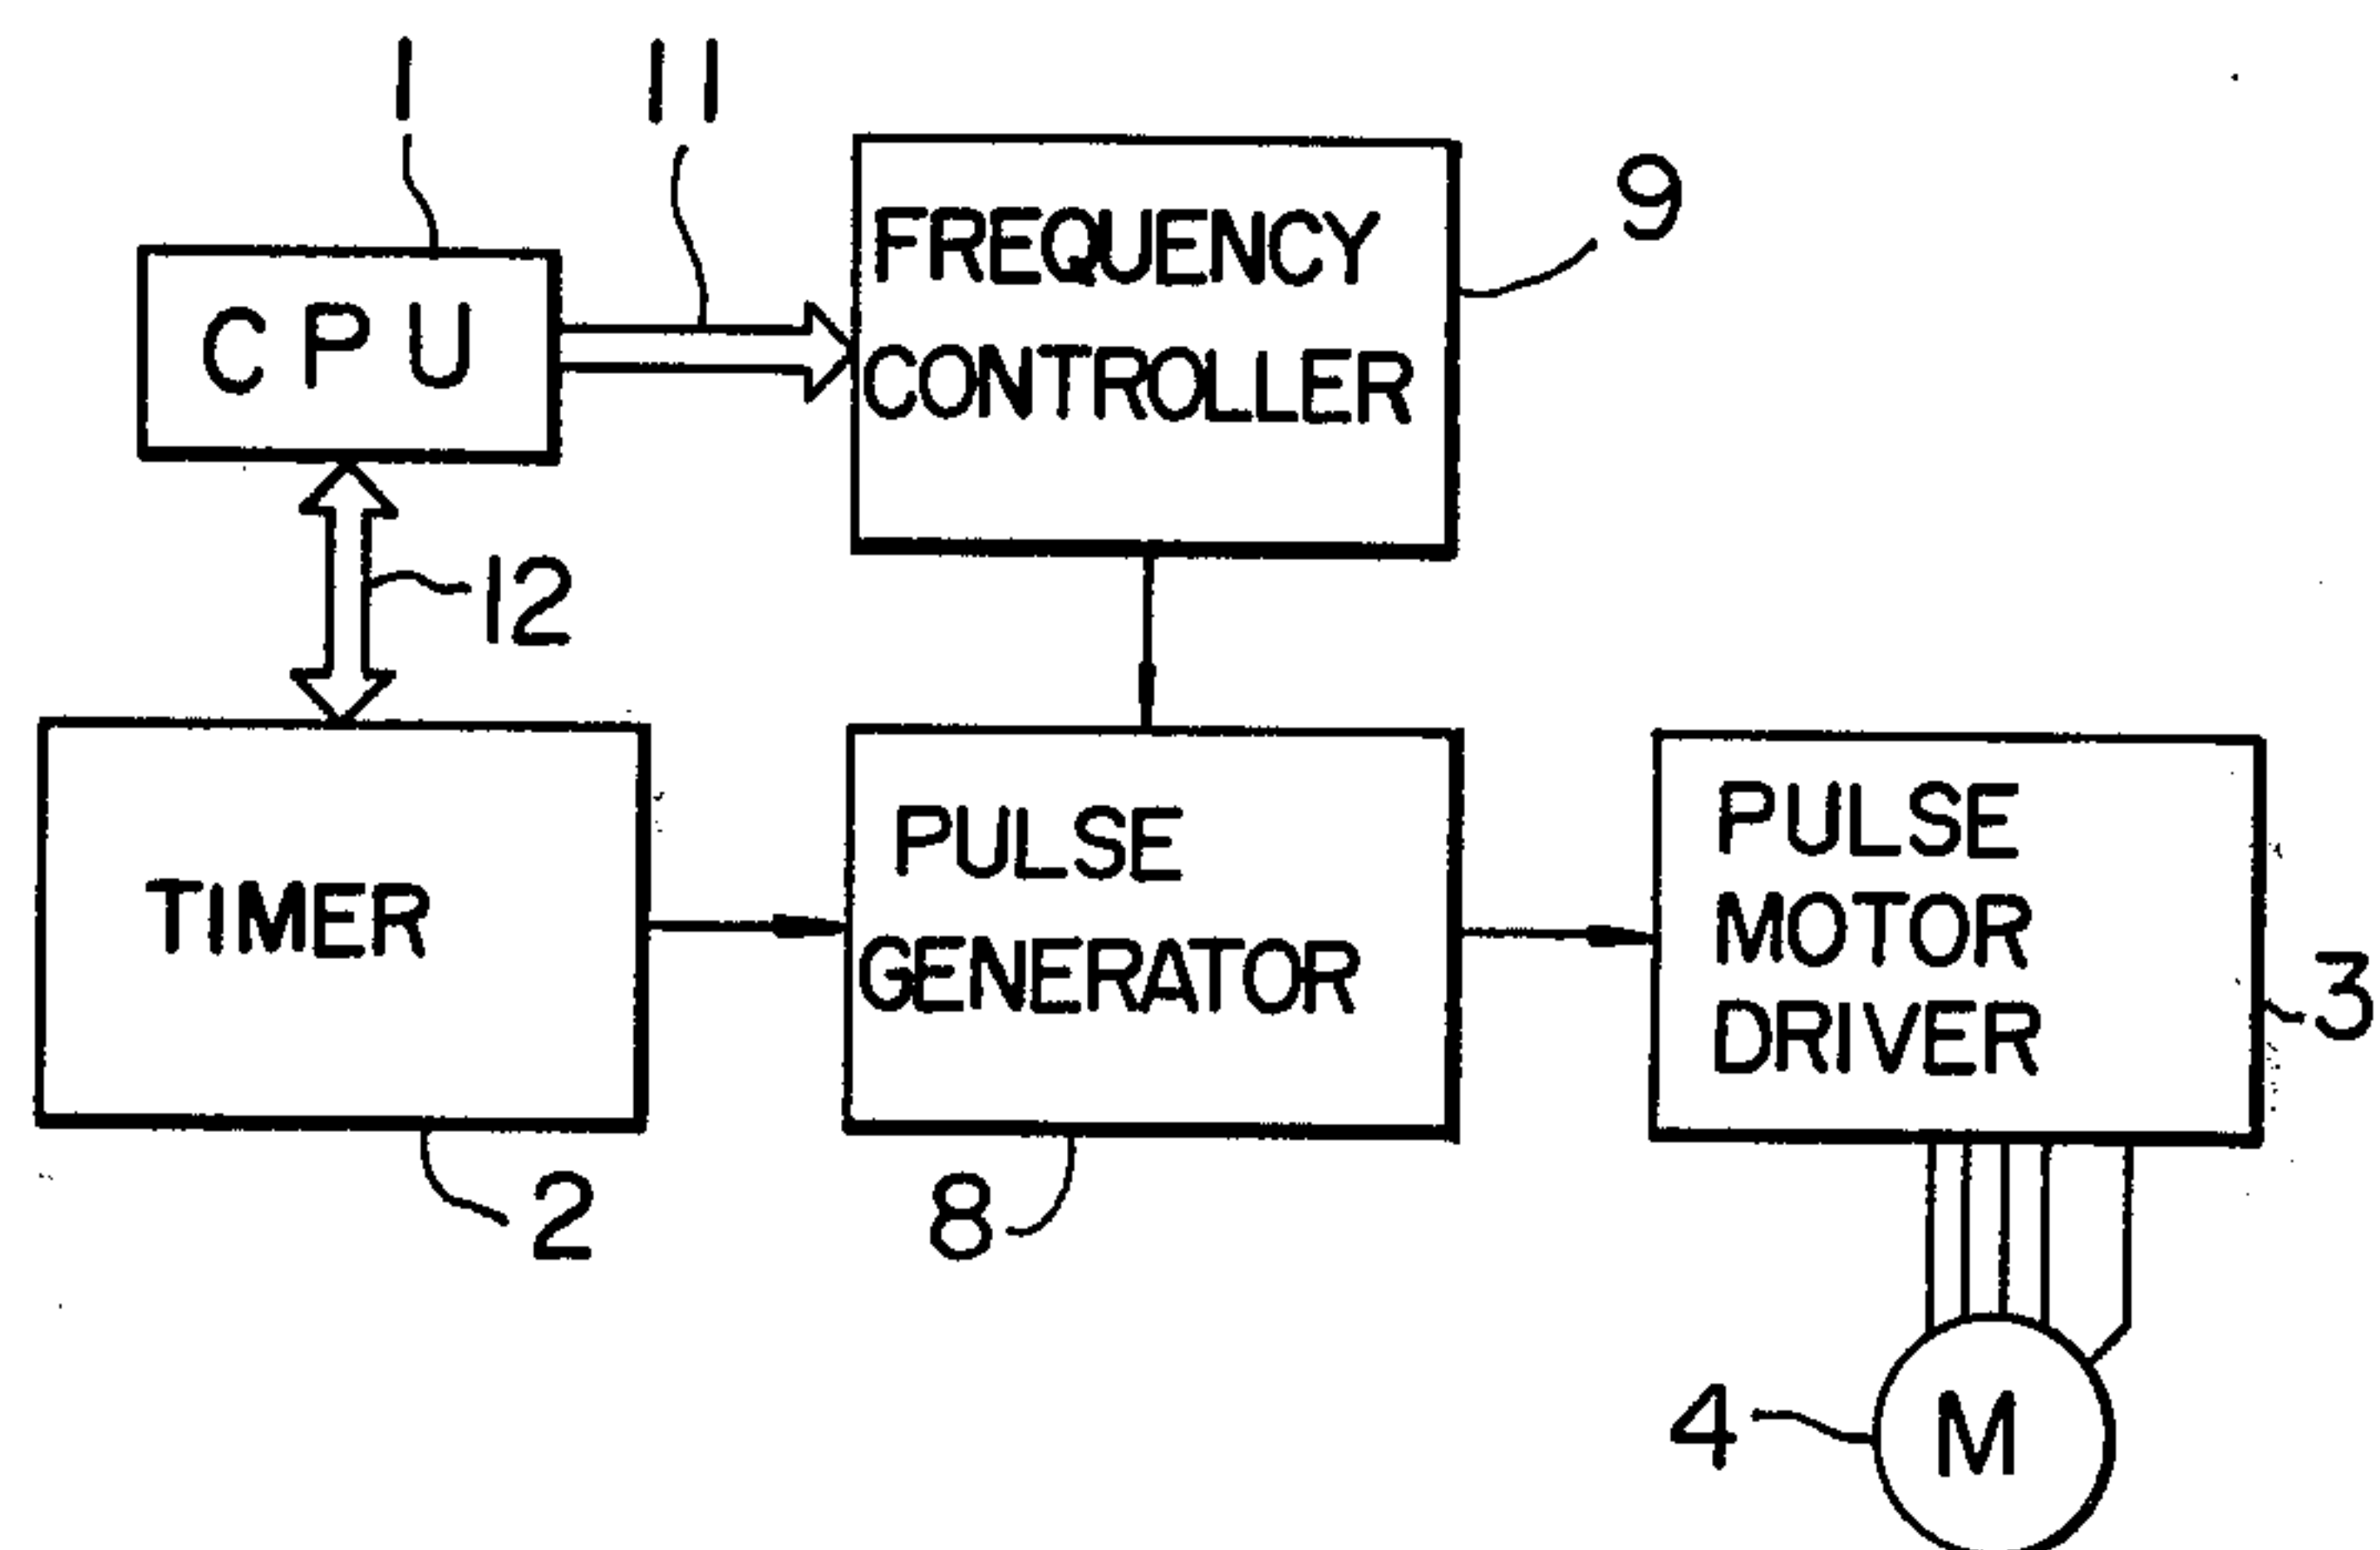 1
11
FREQUENCY
CONTROLLER
9
CPU
12
TIMER
2
PULSE
GENERATOR
8
PULSE
MOTOR
DRIVER
3
4
M